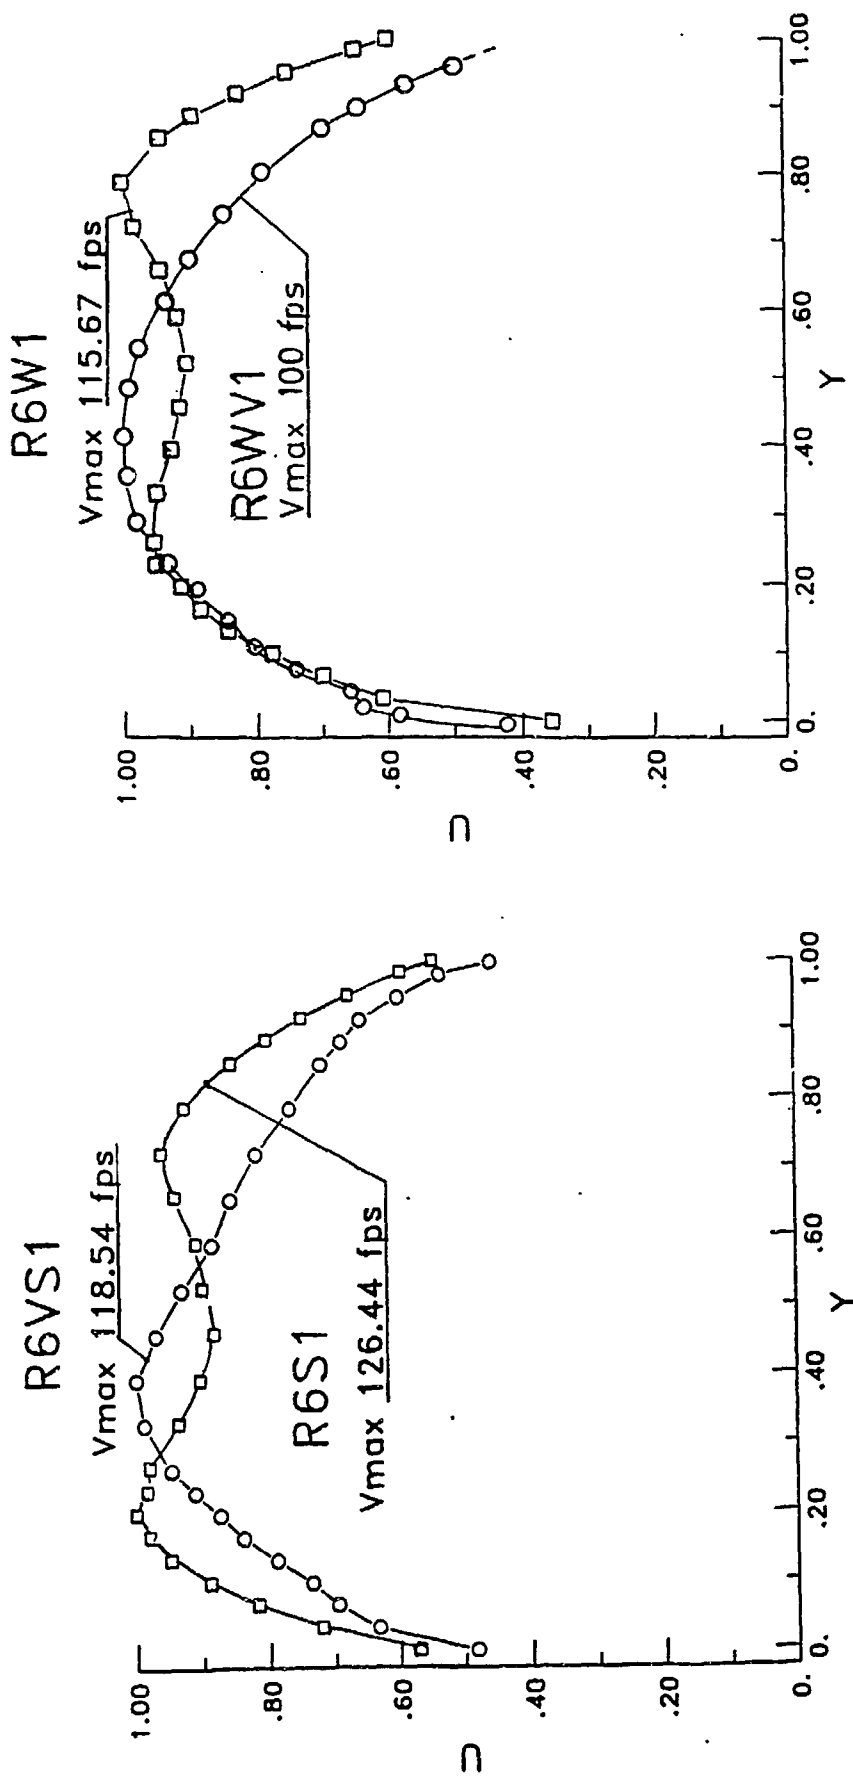 R6VS1
Vmax 118.54 fps
R6S1
Vmax 126.44 fps
U
1.00
.80
.60
.40
.20
0.
0.
.20
.40
.60
.80
1.00
Y
R6W1
Vmax 115.67 fps
R6WV1
Vmax 100 fps
U
1.00
.80
.60
.40
.20
0.
0.
.20
.40
.60
.80
1.00
Y